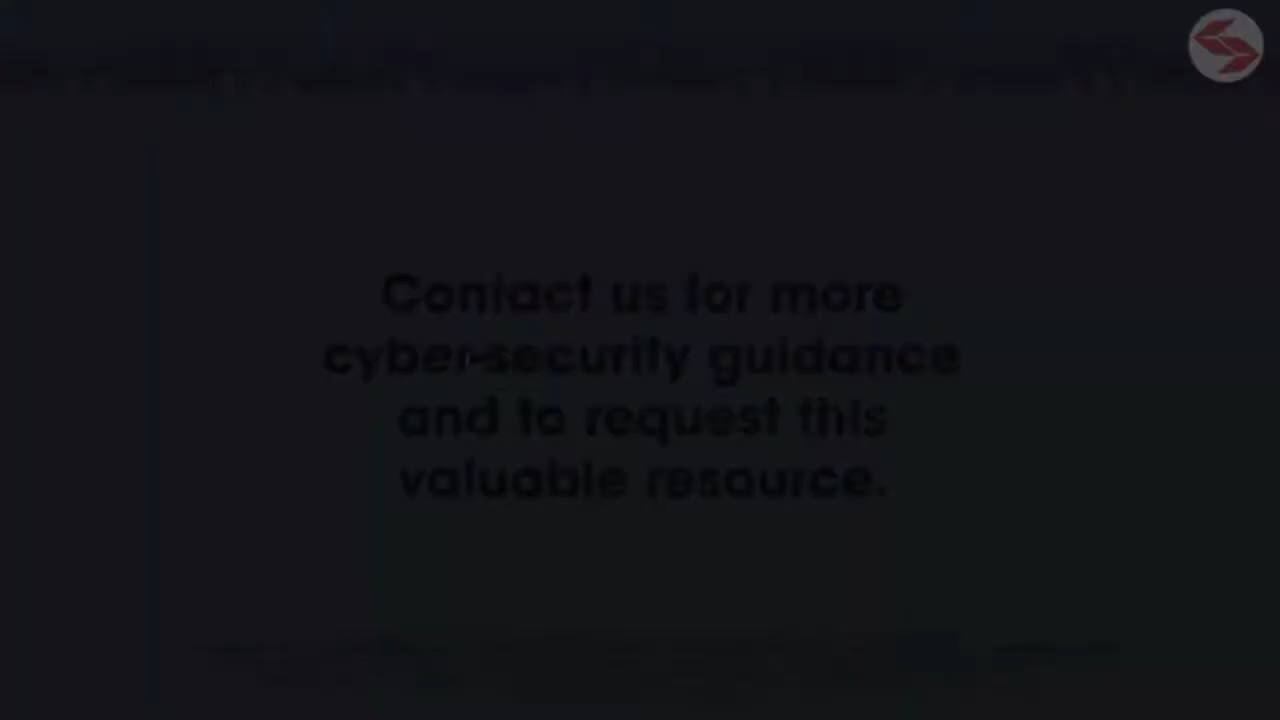 Contact us for more
cyber-security guidance
and to request this
valuable resource.